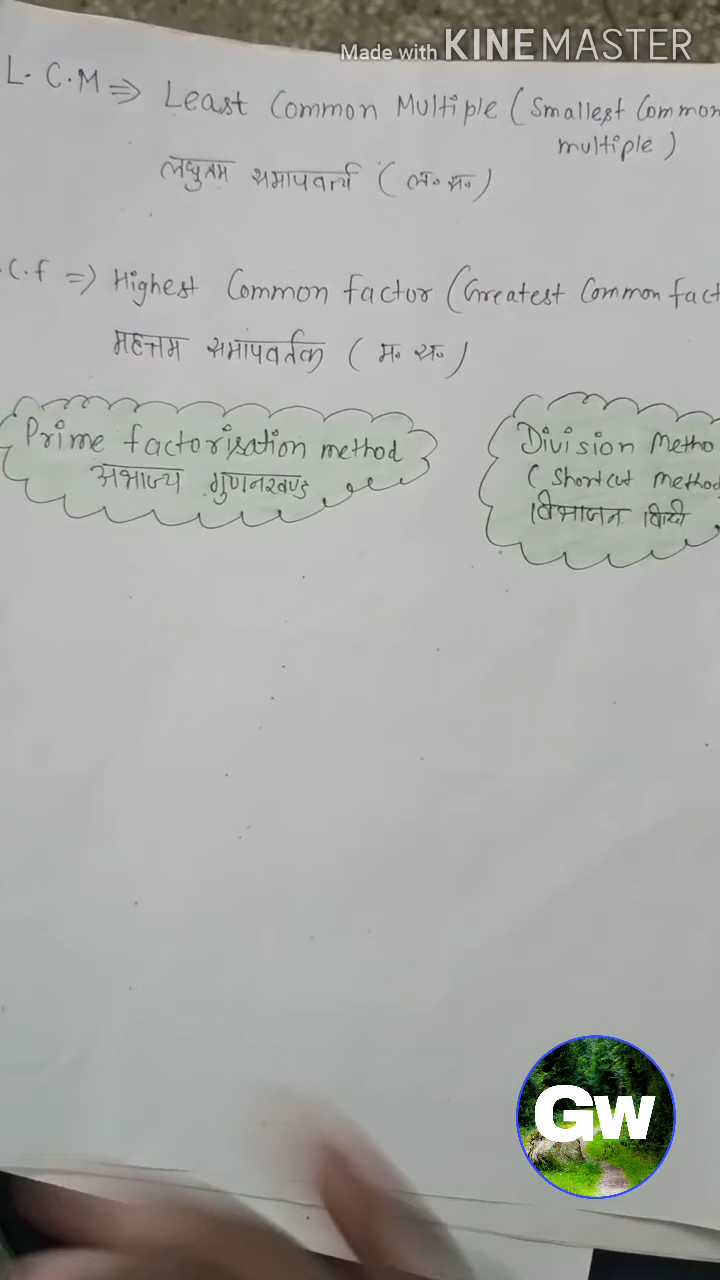 Made with KINEMASTER
L. C.M => Least Common Multiple (Smallest Common
multiple)
लघुतम समापवर्त्य (ल॰ स॰)
.C.f => Highest Common factor (Greatest Common fact
महत्तम समापवर्तक (म॰ स॰)
Prime factorisation method
अभाज्य गुणनखण्ड
Division Metho
(Shortcut method
विभाजन विधी
GW